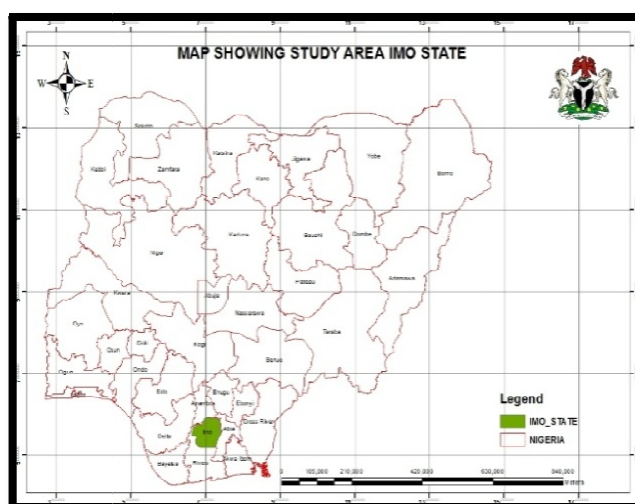 MAP SHOWING STUDY AREA IMO STATE
N
W E
S
Sokoto
Kebbi
Zamfara
Katsina
Kano
Jigawa
Yobe
Borno
Kaduna
Bauchi
Gombe
Niger
Plateau
Adamawa
Kwara
Abuja
Nassarawa
Oyo
Taraba
Osun
Ekiti
Kogi
Benue
Ogun
Ondo
Edo
Enugu
Anambra
Ebonyi
Cross River
Imo
Abia
Delta
Bayelsa
Rivers
Akwa Ibom
Legend
IMO_STATE
NIGERIA
0 105,000 210,000 420,000 630,000 840,000
Meters